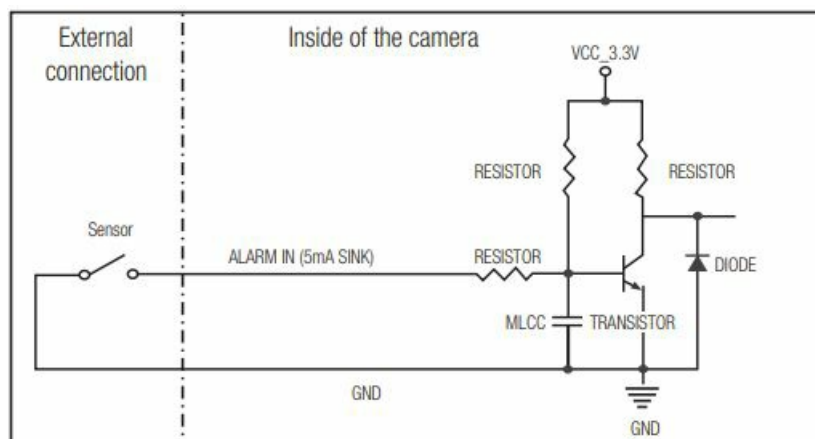 External
connection
Inside of the camera
VCC_3.3V
RESISTOR
RESISTOR
Sensor
ALARM IN (5mA SINK)
RESISTOR
DIODE
MLCC
TRANSISTOR
GND
GND